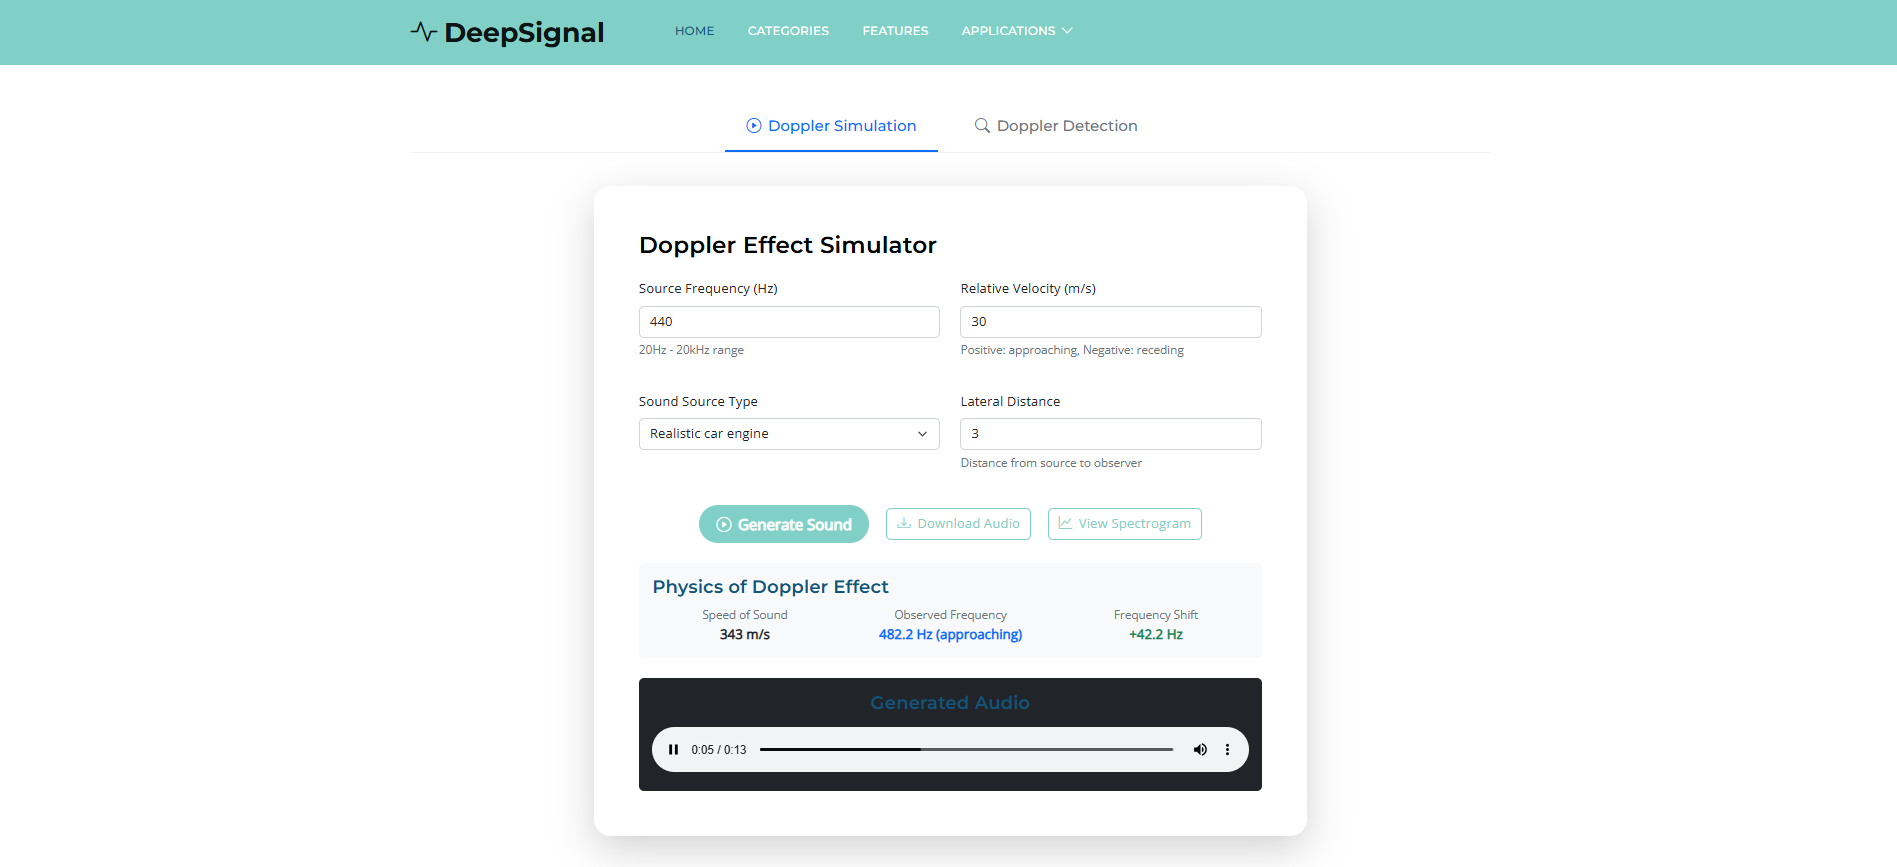 DeepSignal
HOME CATEGORIES FEATURES APPLICATIONS
Doppler Simulation Doppler Detection
Doppler Effect Simulator
Source Frequency (Hz) Relative Velocity (m/s)
440 30
20Hz - 20kHz range Positive: approaching, Negative: receding
Sound Source Type Lateral Distance
Realistic car engine 3
Distance from source to observer
Generate Sound Download Audio View Spectrogram
Physics of Doppler Effect
Speed of Sound Observed Frequency Frequency Shift
343 m/s 482.2 Hz (approaching) +42.2 Hz
Generated Audio
0:05 / 0:13